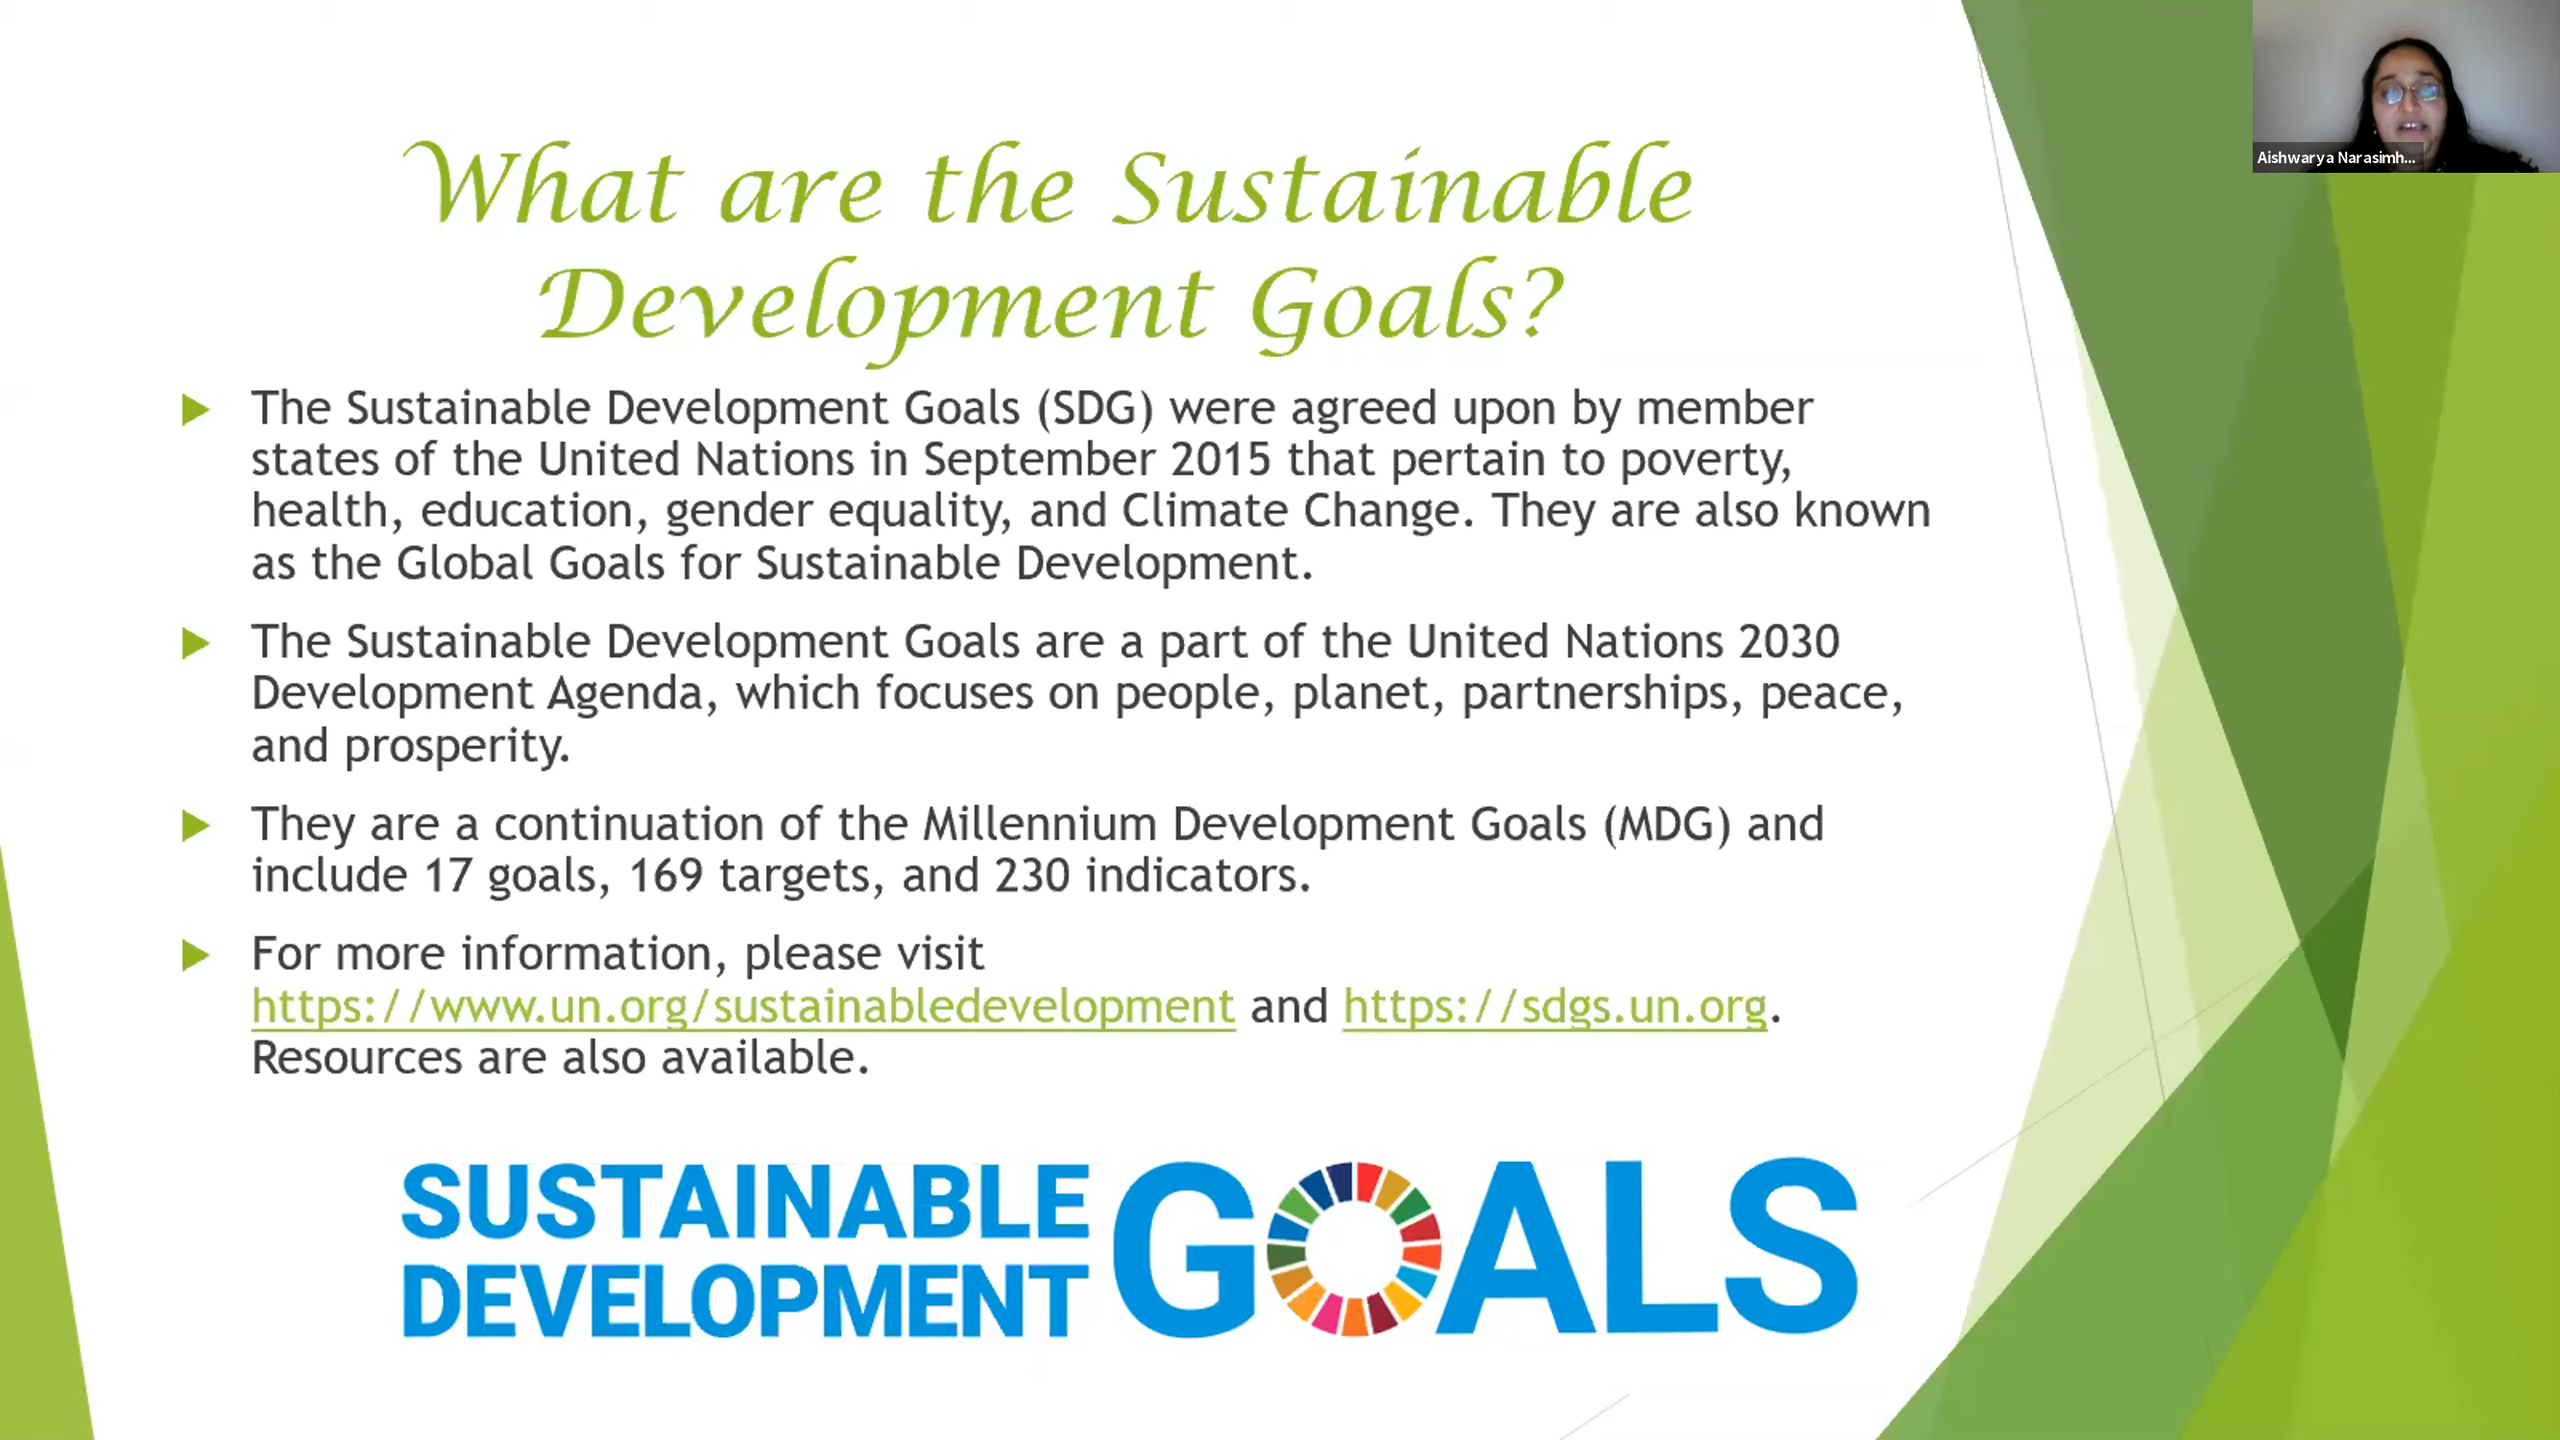 What are the Sustainable
Development Goals?
The Sustainable Development Goals (SDG) were agreed upon by member
states of the United Nations in September 2015 that pertain to poverty,
health, education, gender equality, and Climate Change. They are also known
as the Global Goals for Sustainable Development.
The Sustainable Development Goals are a part of the United Nations 2030
Development Agenda, which focuses on people, planet, partnerships, peace,
and prosperity.
They are a continuation of the Millennium Development Goals (MDG) and
include 17 goals, 169 targets, and 230 indicators.
For more information, please visit
https://www.un.org/sustainabledevelopment and https://sdgs.un.org.
Resources are also available.
SUSTAINABLE
DEVELOPMENT
GOALS
Aishwarya Narasimh...